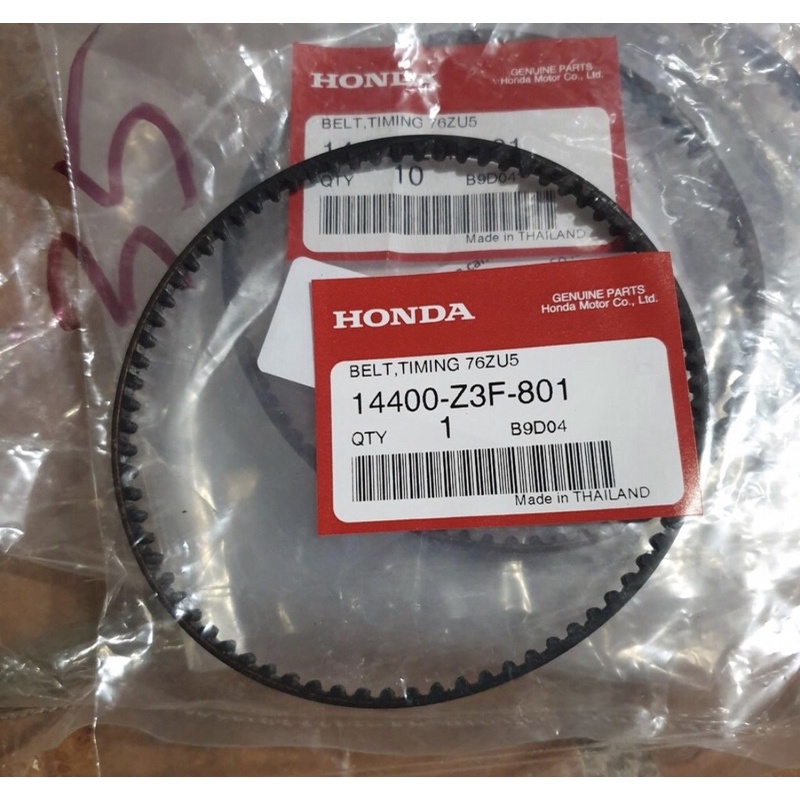 35
HONDA
GENUINE PARTS
Honda Motor Co., Ltd.
BELT,TIMING 76ZU5
QTY 10 B9D04
Made in THAILAND
HONDA
GENUINE PARTS
Honda Motor Co., Ltd.
BELT,TIMING 76ZU5
14400-Z3F-801
QTY 1 B9D04
Made in THAILAND